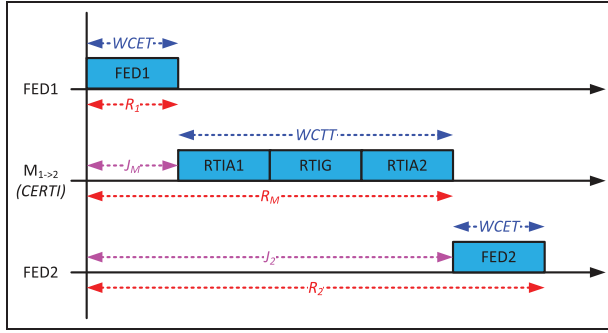 WCET
FED1
FED1
R1
WCTT
M1->2
(CERTI)
JM
RTIA1 RTIG RTIA2
RM
WCET
FED2
J2
FED2
R2